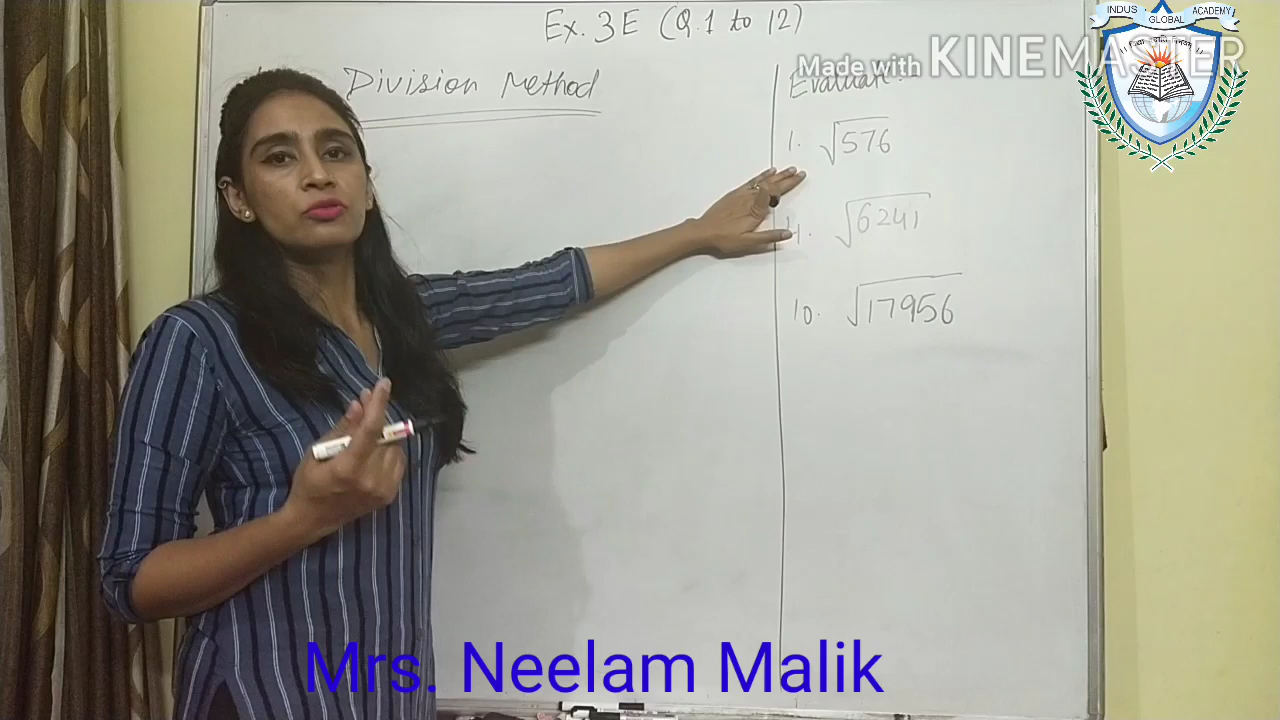 Ex. 3E (Q.1 to 12)
Division Method
Evaluate:-
1. √576
4. √6241
10. √17956
Made with KINEMASTER
INDUS GLOBAL ACADEMY
Mrs. Neelam Malik